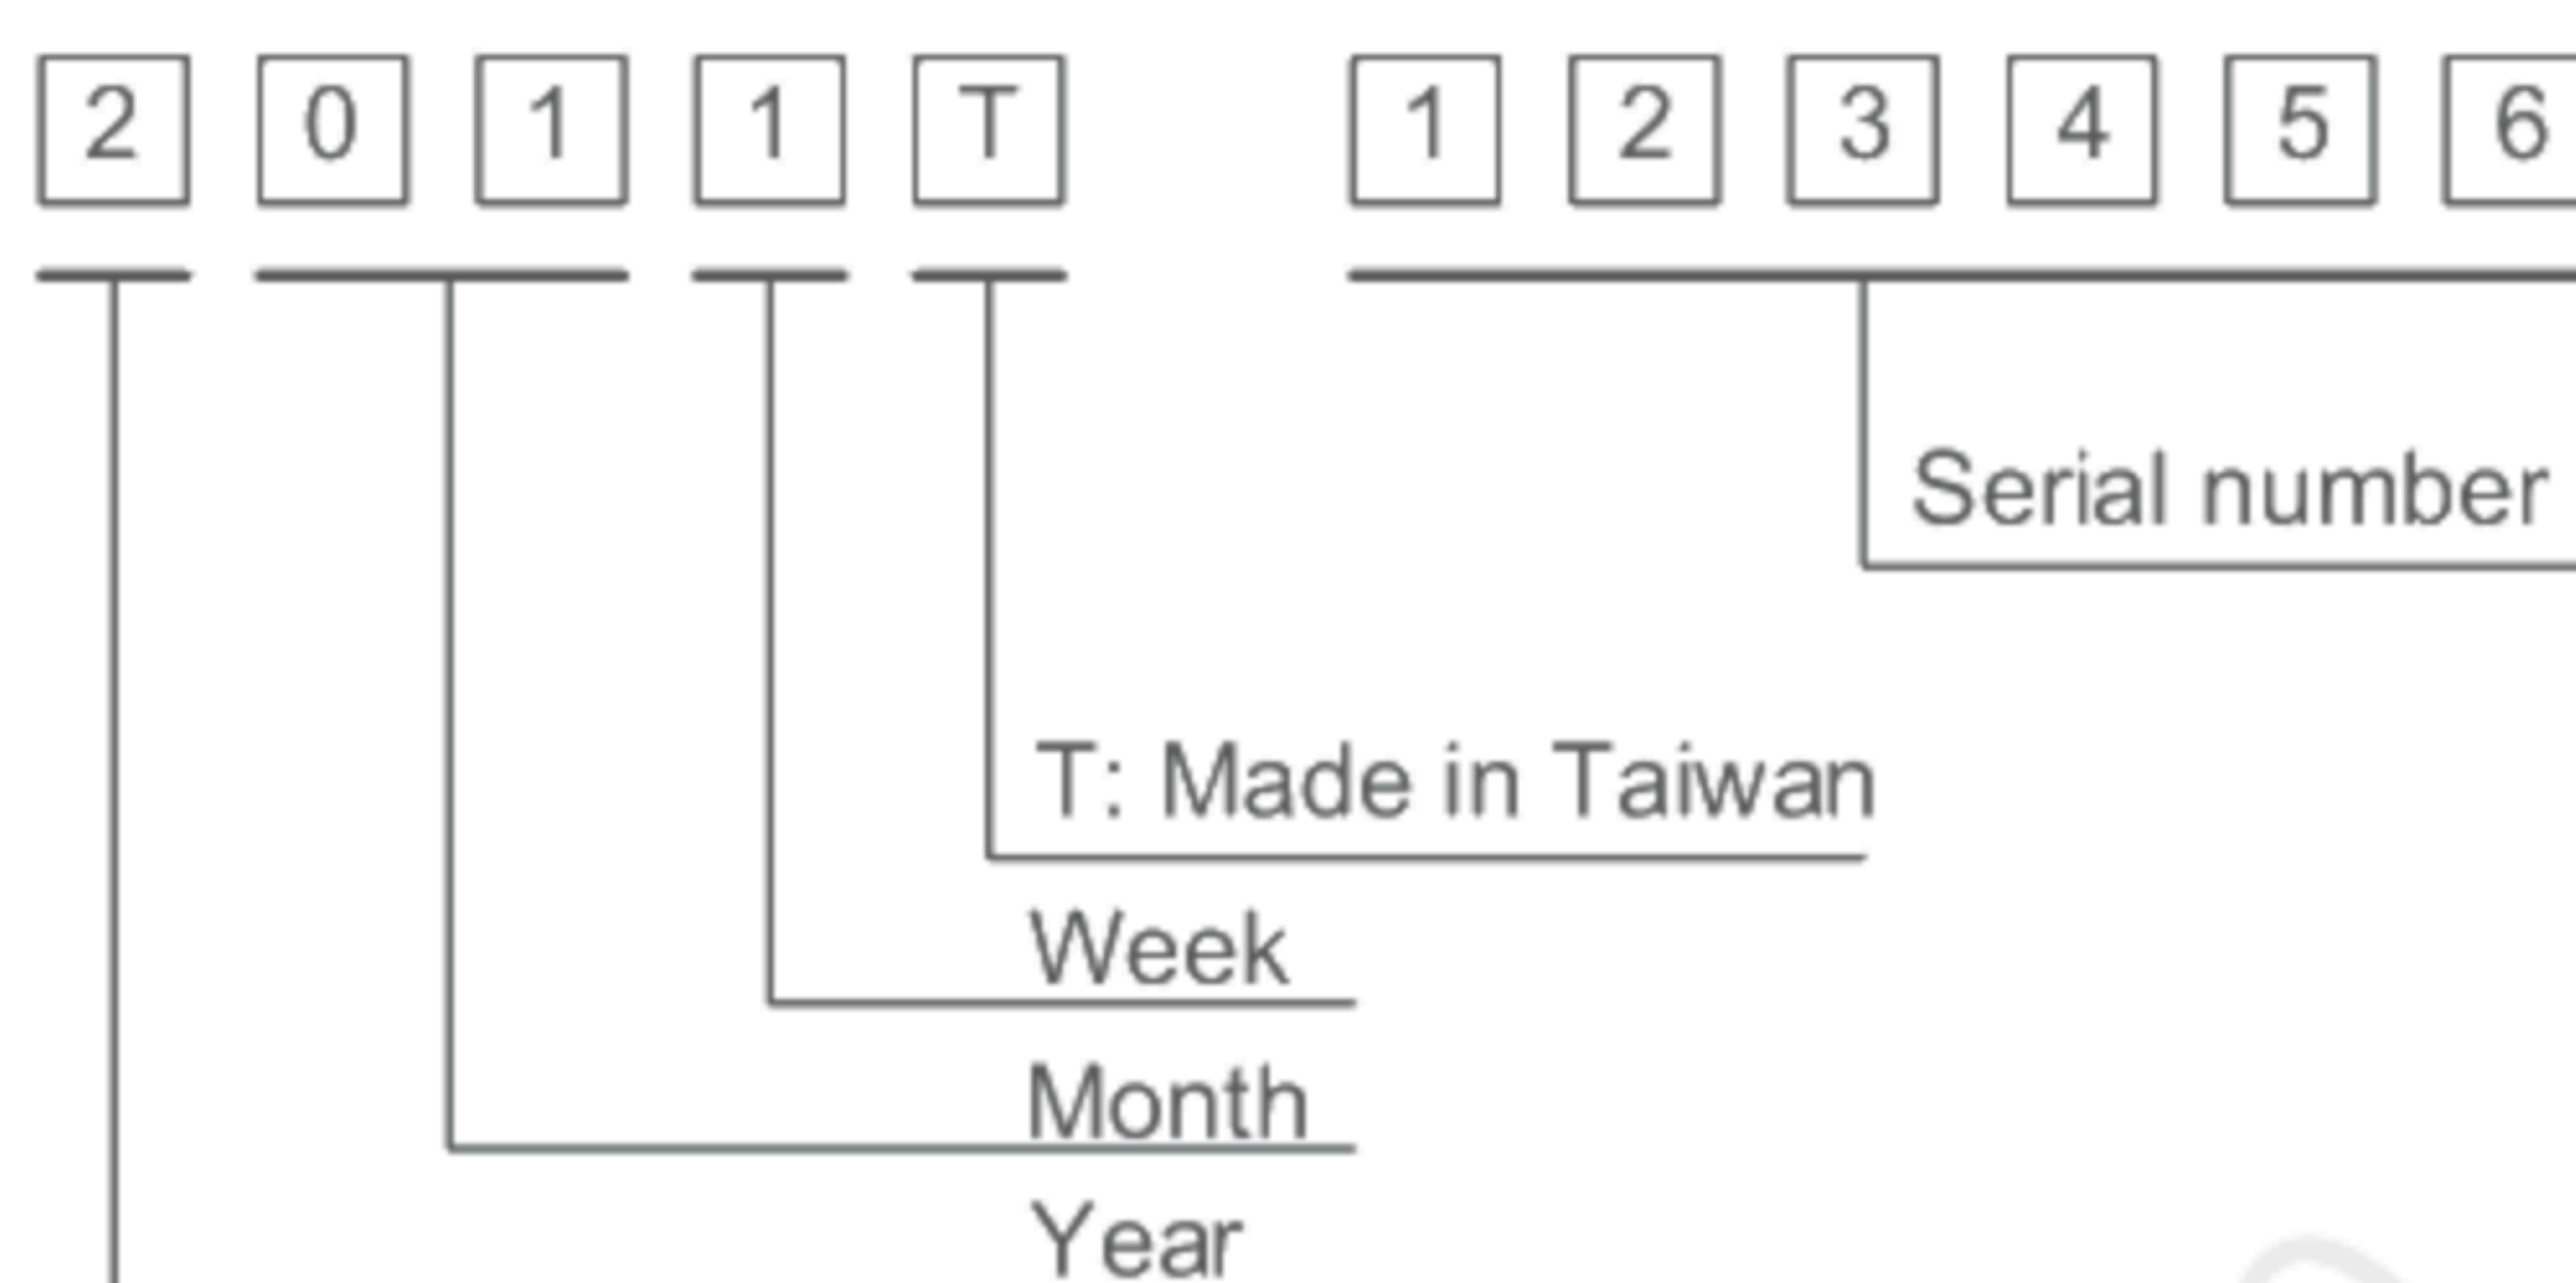 2 0 1 1 T 1 2 3 4 5 6
Serial number
T: Made in Taiwan
Week
Month
Year